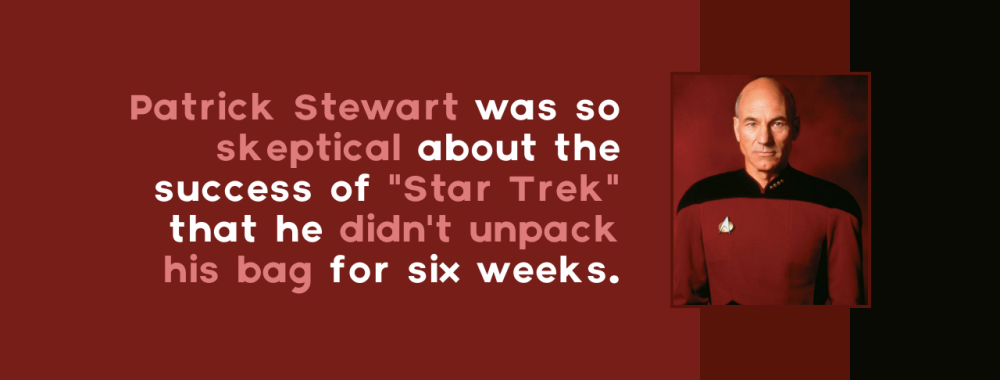 Patrick Stewart was so
skeptical about the
success of "Star Trek"
that he didn't unpack
his bag for six weeks.